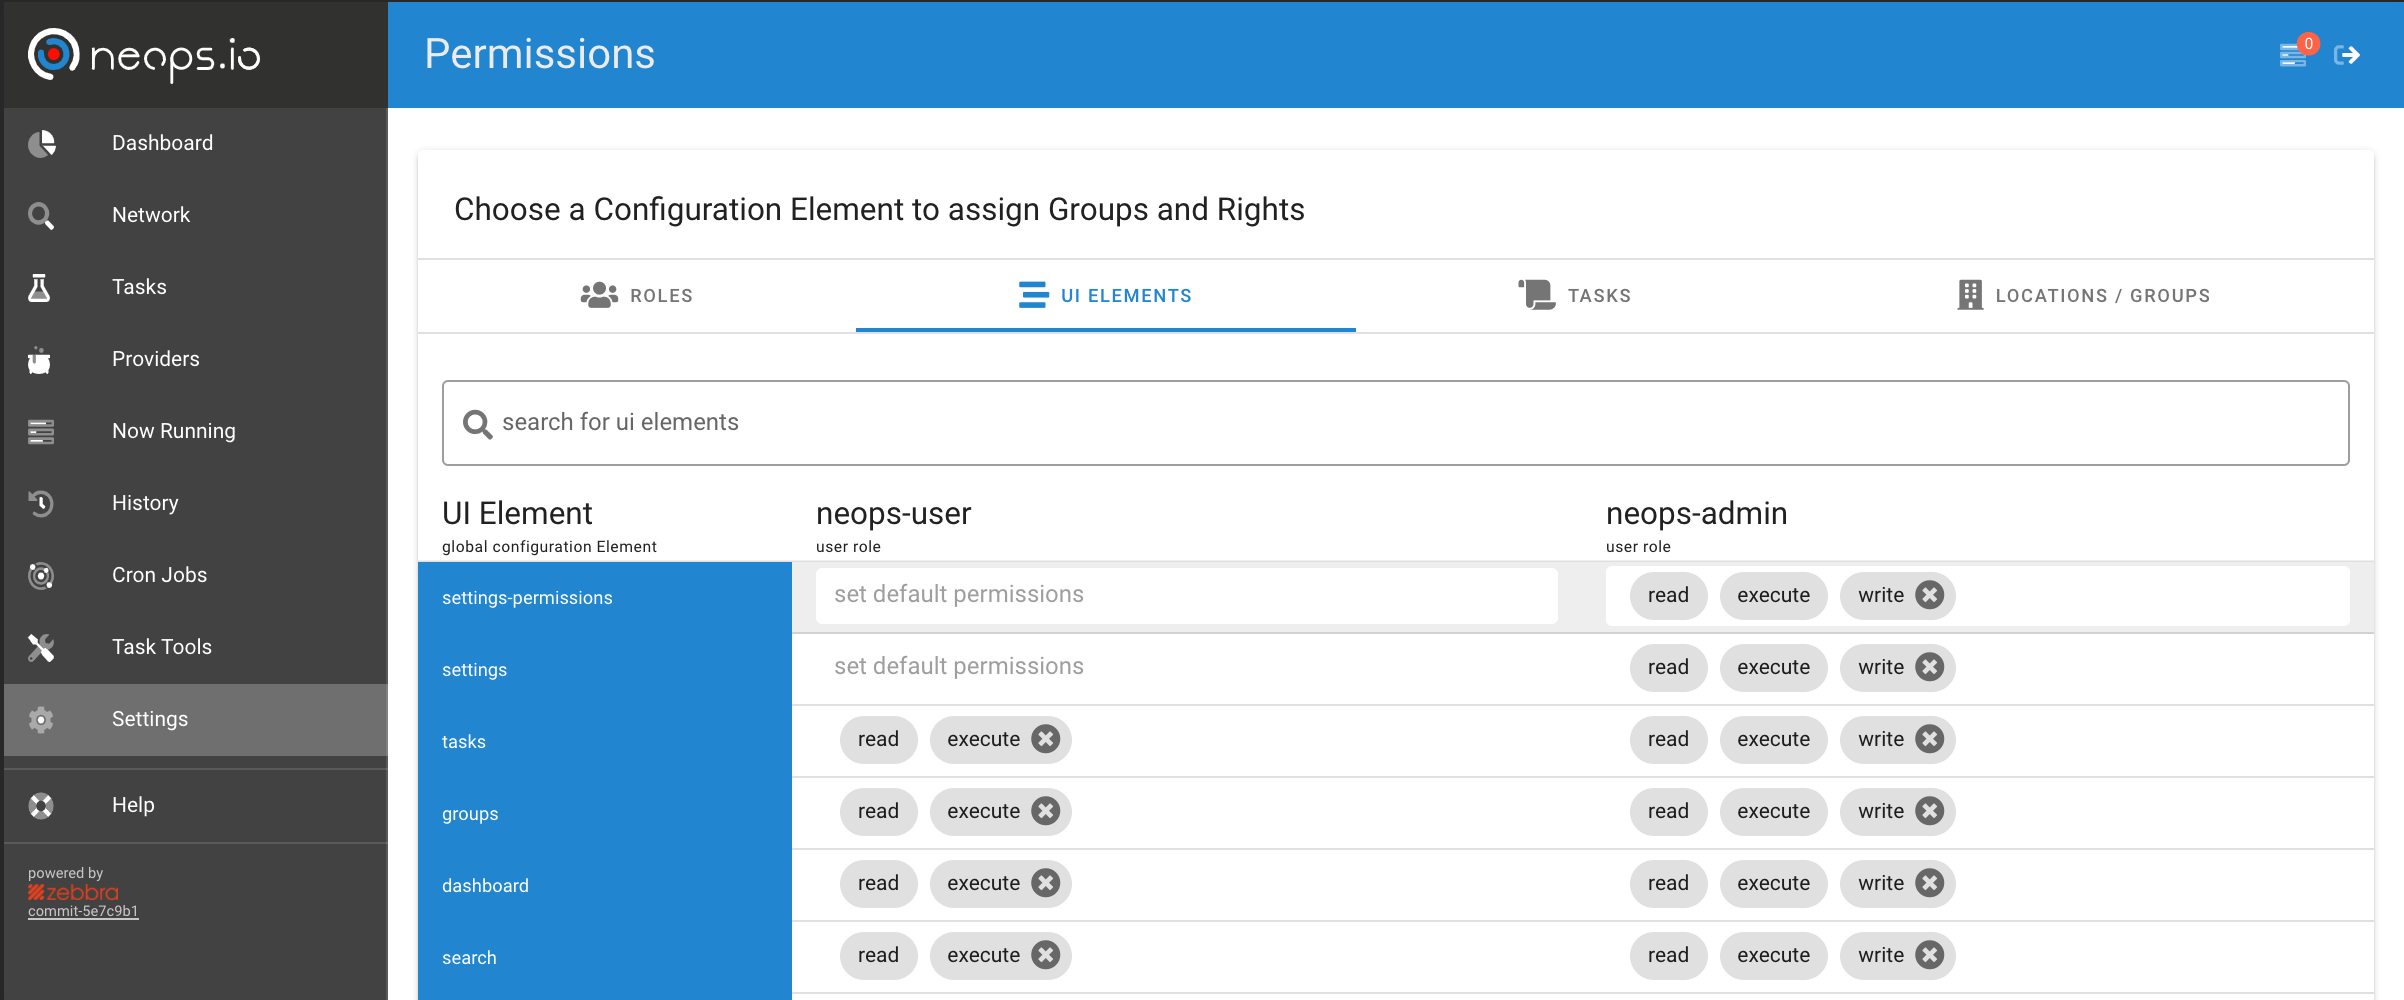 neops.io
Permissions
0
Dashboard
Network
Tasks
Providers
Now Running
History
Cron Jobs
Task Tools
Settings
Help
powered by
zebbra
commit-5e7c9b1
Choose a Configuration Element to assign Groups and Rights
ROLES UI ELEMENTS TASKS LOCATIONS / GROUPS
search for ui elements
UI Element neops-user neops-admin
global configuration Element user role user role
settings-permissions set default permissions read execute write
settings set default permissions read execute write
tasks read execute read execute write
groups read execute read execute write
dashboard read execute read execute write
search read execute read execute write